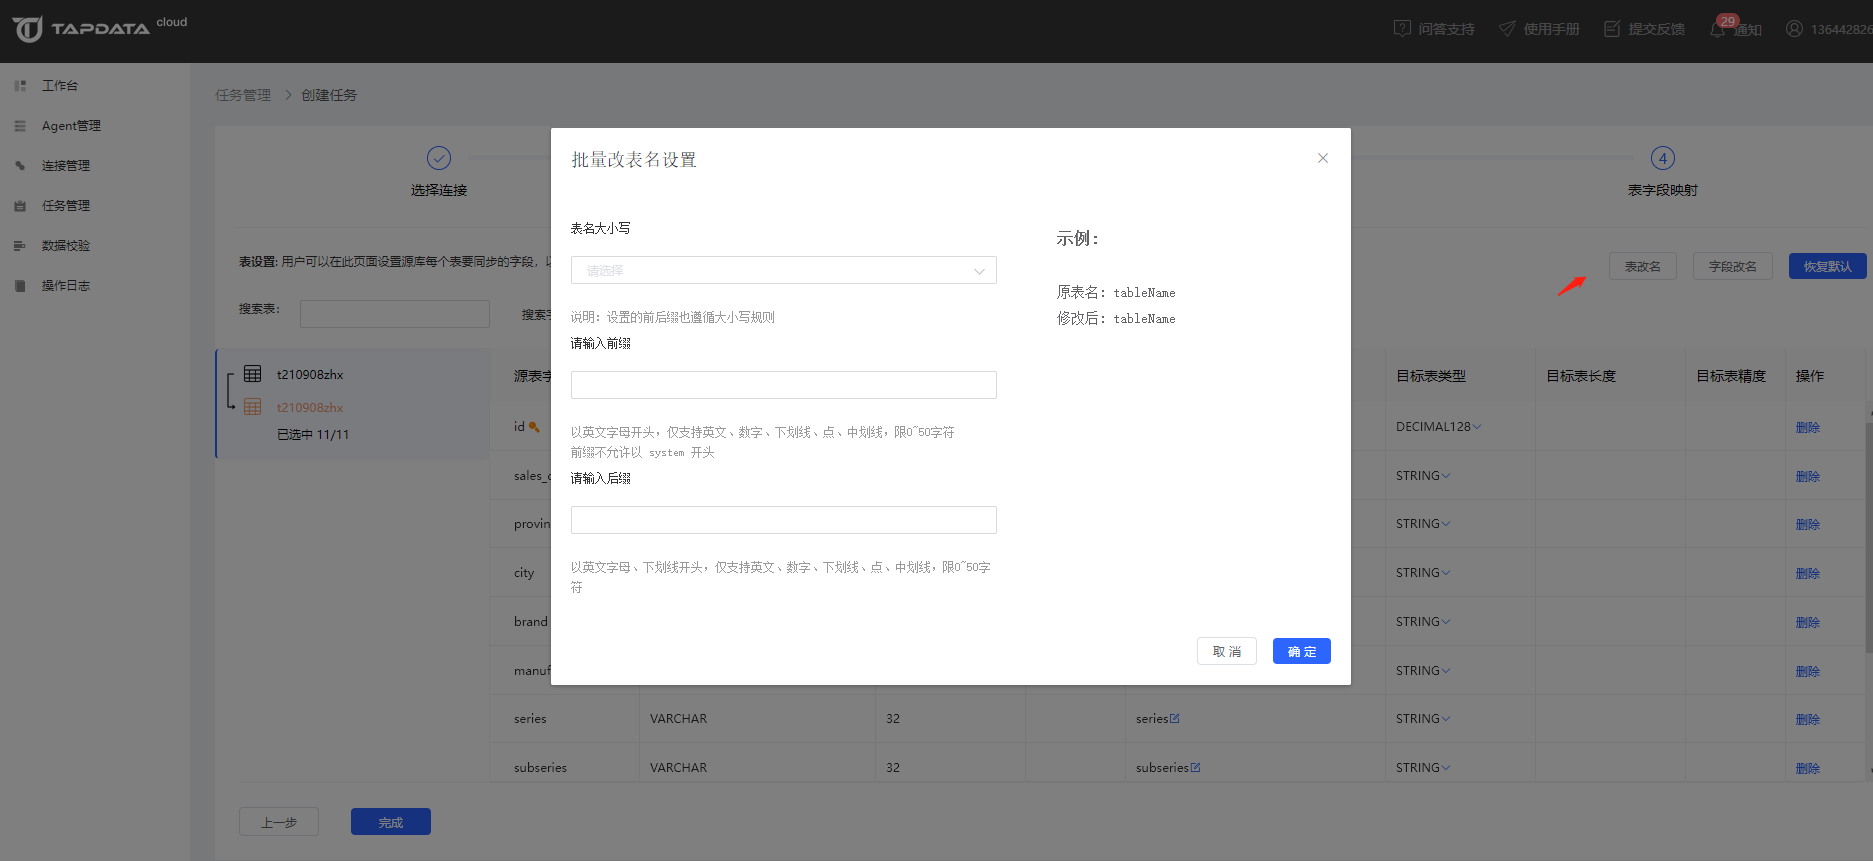 TAPDATA cloud
问答支持 使用手册 提交反馈 29 通知 136442826
工作台
Agent管理
连接管理
任务管理
数据校验
操作日志
任务管理 > 创建任务
选择连接
4
表字段映射
表设置: 用户可以在此页面设置源库每个表要同步的字段，以
表改名 字段改名 恢复默认
搜索表:
搜索字
t210908zhx
t210908zhx
已选中 11/11
批量改表名设置
表名大小写
请选择
说明: 设置的前后缀也遵循大小写规则
请输入前缀
以英文字母开头，仅支持英文、数字、下划线、点、中划线，限0~50字符
前缀不允许以 system 开头
请输入后缀
以英文字母、下划线开头，仅支持英文、数字、下划线、点、中划线，限0~50字
符
示例:
原表名: tableName
修改后: tableName
取 消 确 定
源表字 目标表类型 目标表长度 目标表精度 操作
id DECIMAL128 删除
sales_ STRING 删除
provin STRING 删除
city STRING 删除
brand STRING 删除
manuf STRING 删除
series VARCHAR 32 series STRING 删除
subseries VARCHAR 32 subseries STRING 删除
上一步 完成